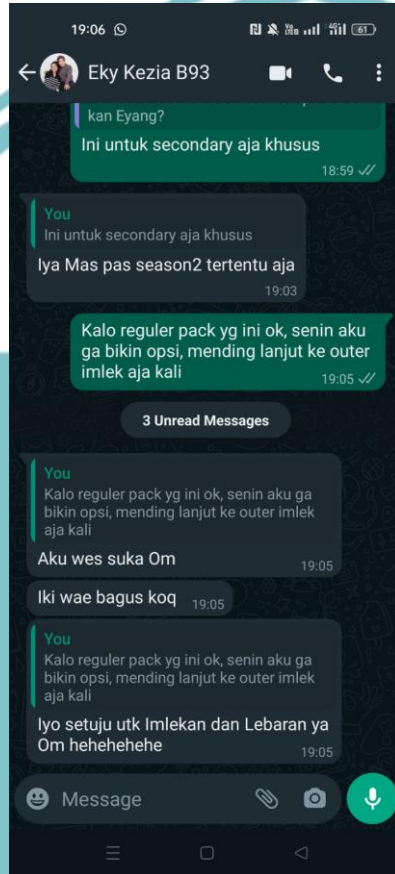 19:06
61
Eky Kezia B93
kan Eyang?
Ini untuk secondary aja khusus
18:59
You
Ini untuk secondary aja khusus
Iya Mas pas season2 tertentu aja
19:03
Kalo reguler pack yg ini ok, senin aku
ga bikin opsi, mending lanjut ke outer
imlek aja kali
19:05
3 Unread Messages
You
Kalo reguler pack yg ini ok, senin aku ga
bikin opsi, mending lanjut ke outer imlek
aja kali
Aku wes suka Om
19:05
Iki wae bagus koq
19:05
You
Kalo reguler pack yg ini ok, senin aku ga
bikin opsi, mending lanjut ke outer imlek
aja kali
Iyo setuju utk Imlekan dan Lebaran ya
Om hehehehehe
19:05
Message